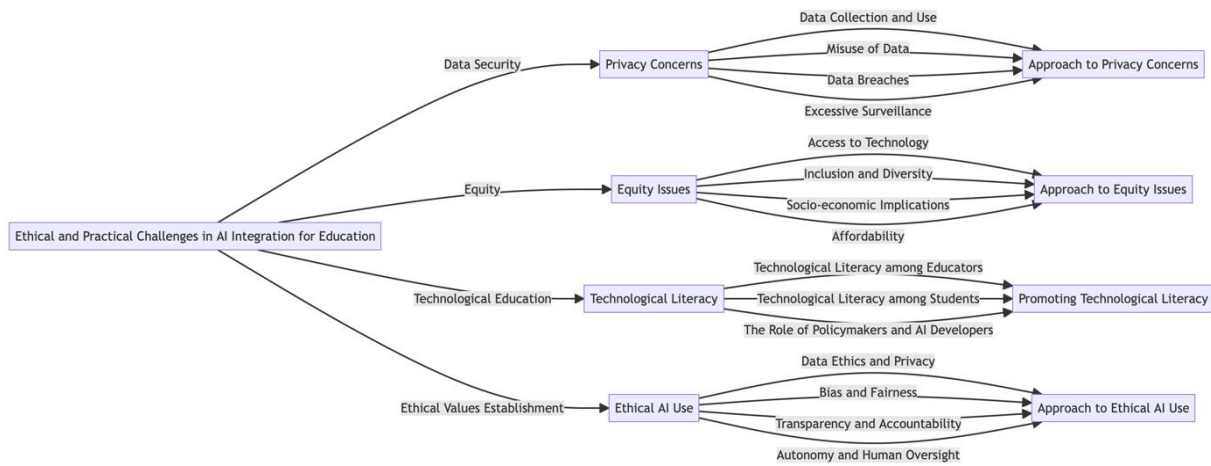 Data Collection and Use
Misuse of Data
Data Security
Privacy Concerns
Approach to Privacy Concerns
Data Breaches
Excessive Surveillance
Access to Technology
Inclusion and Diversity
Equity
Equity Issues
Approach to Equity Issues
Socio-economic Implications
Affordability
Ethical and Practical Challenges in AI Integration for Education
Technological Literacy among Educators
Technological Education
Technological Literacy
Technological Literacy among Students
Promoting Technological Literacy
The Role of Policymakers and AI Developers
Data Ethics and Privacy
Bias and Fairness
Ethical Values Establishment
Ethical AI Use
Approach to Ethical AI Use
Transparency and Accountability
Autonomy and Human Oversight